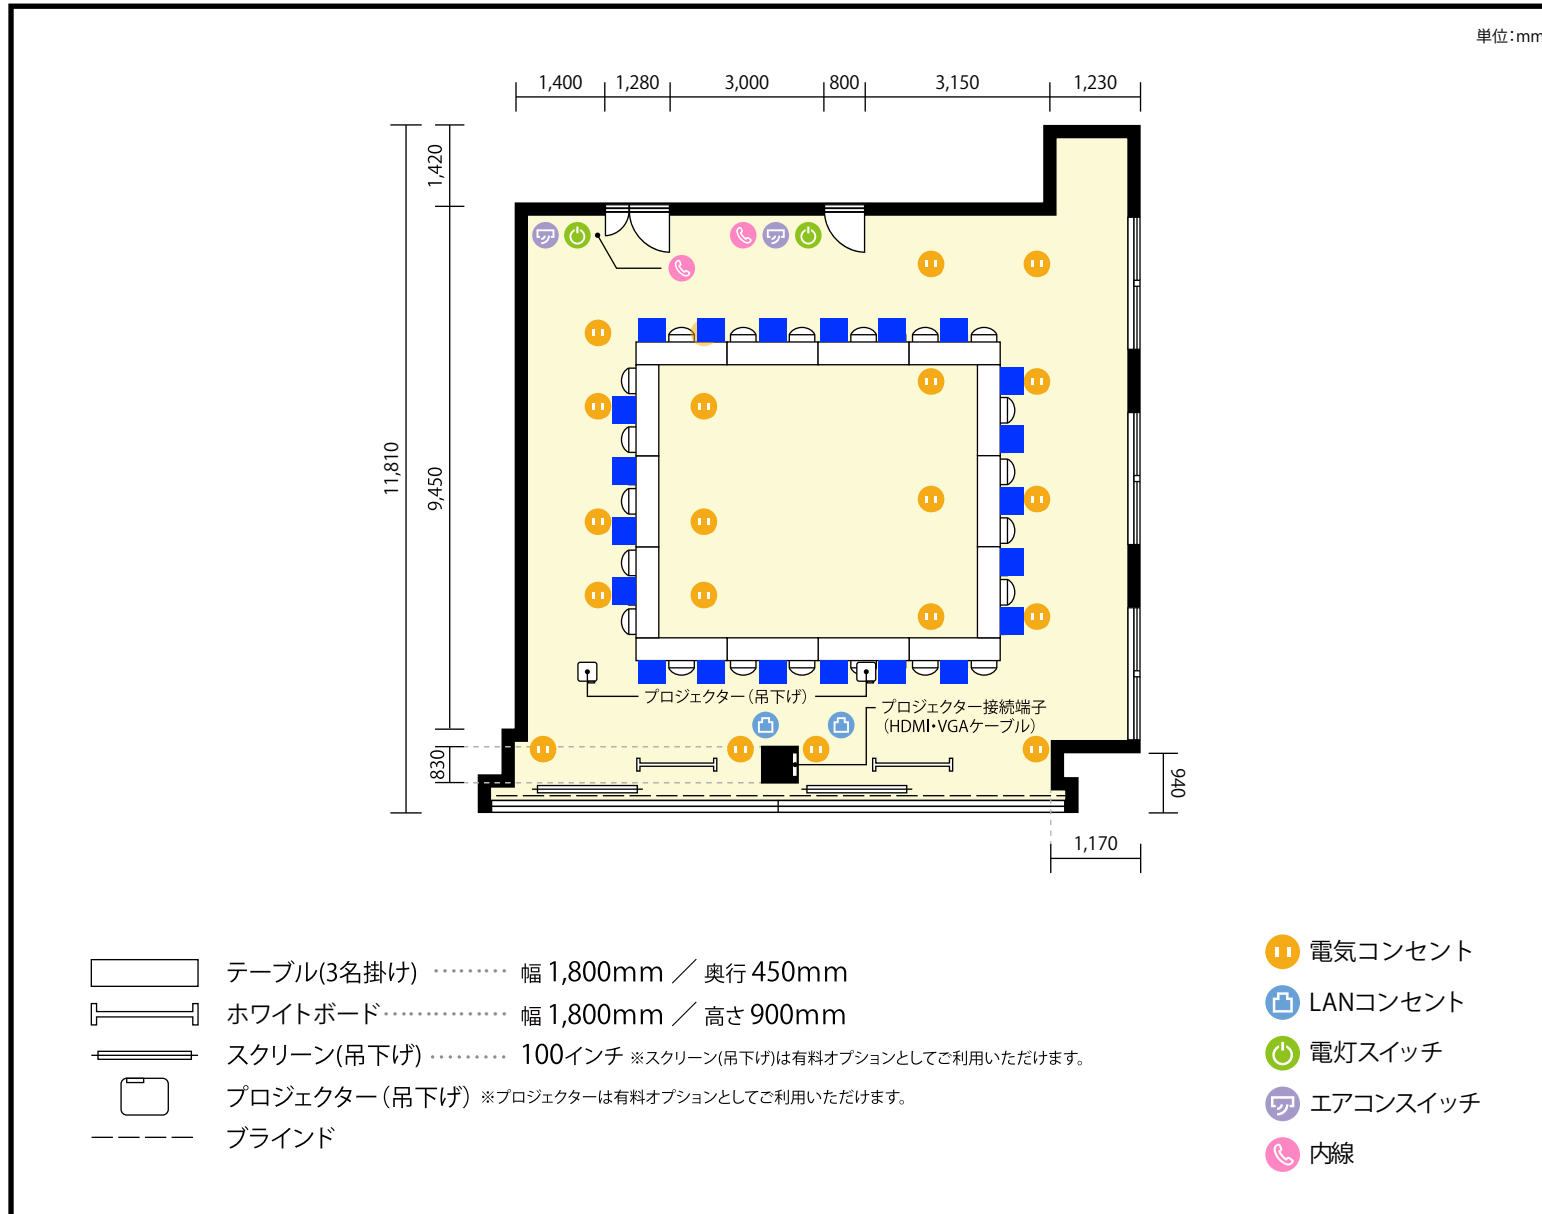 単位：mm
1,400
1,280
3,000
800
3,150
1,230
1,420
11,810
9,450
830
プロジェクター（吊下げ）
プロジェクター接続端子
（HDMI・VGAケーブル）
940
1,170
テーブル(3名掛け) ········· 幅 1,800mm ／ 奥行 450mm
ホワイトボード ··············· 幅 1,800mm ／ 高さ 900mm
スクリーン(吊下げ) ········· 100インチ ※スクリーン(吊下げ)は有料オプションとしてご利用いただけます。
プロジェクター（吊下げ） ※プロジェクターは有料オプションとしてご利用いただけます。
ブラインド
電気コンセント
LANコンセント
電灯スイッチ
エアコンスイッチ
内線